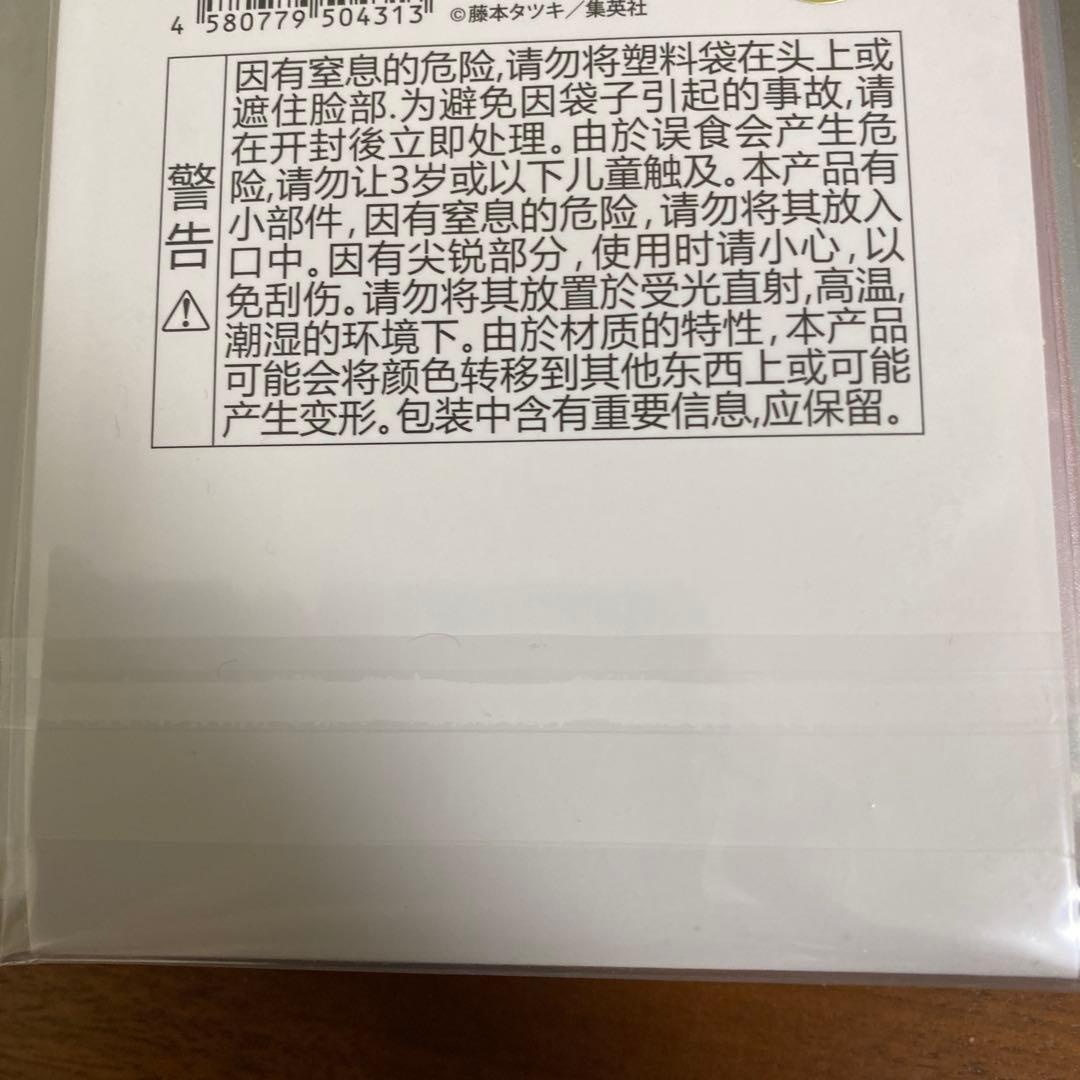 4 580779 504313
©藤本タツキ／集英社
警告
因有窒息的危险,请勿将塑料袋在头上或
遮住脸部.为避免因袋子引起的事故,请
在开封後立即处理。由於误食会产生危
险,请勿让3岁或以下儿童触及。本产品有
小部件,因有窒息的危险,请勿将其放入
口中。因有尖锐部分,使用时请小心,以
免刮伤。请勿将其放置於受光直射,高温,
潮湿的环境下。由於材质的特性,本产品
可能会将颜色转移到其他东西上或可能
产生变形。包装中含有重要信息,应保留。